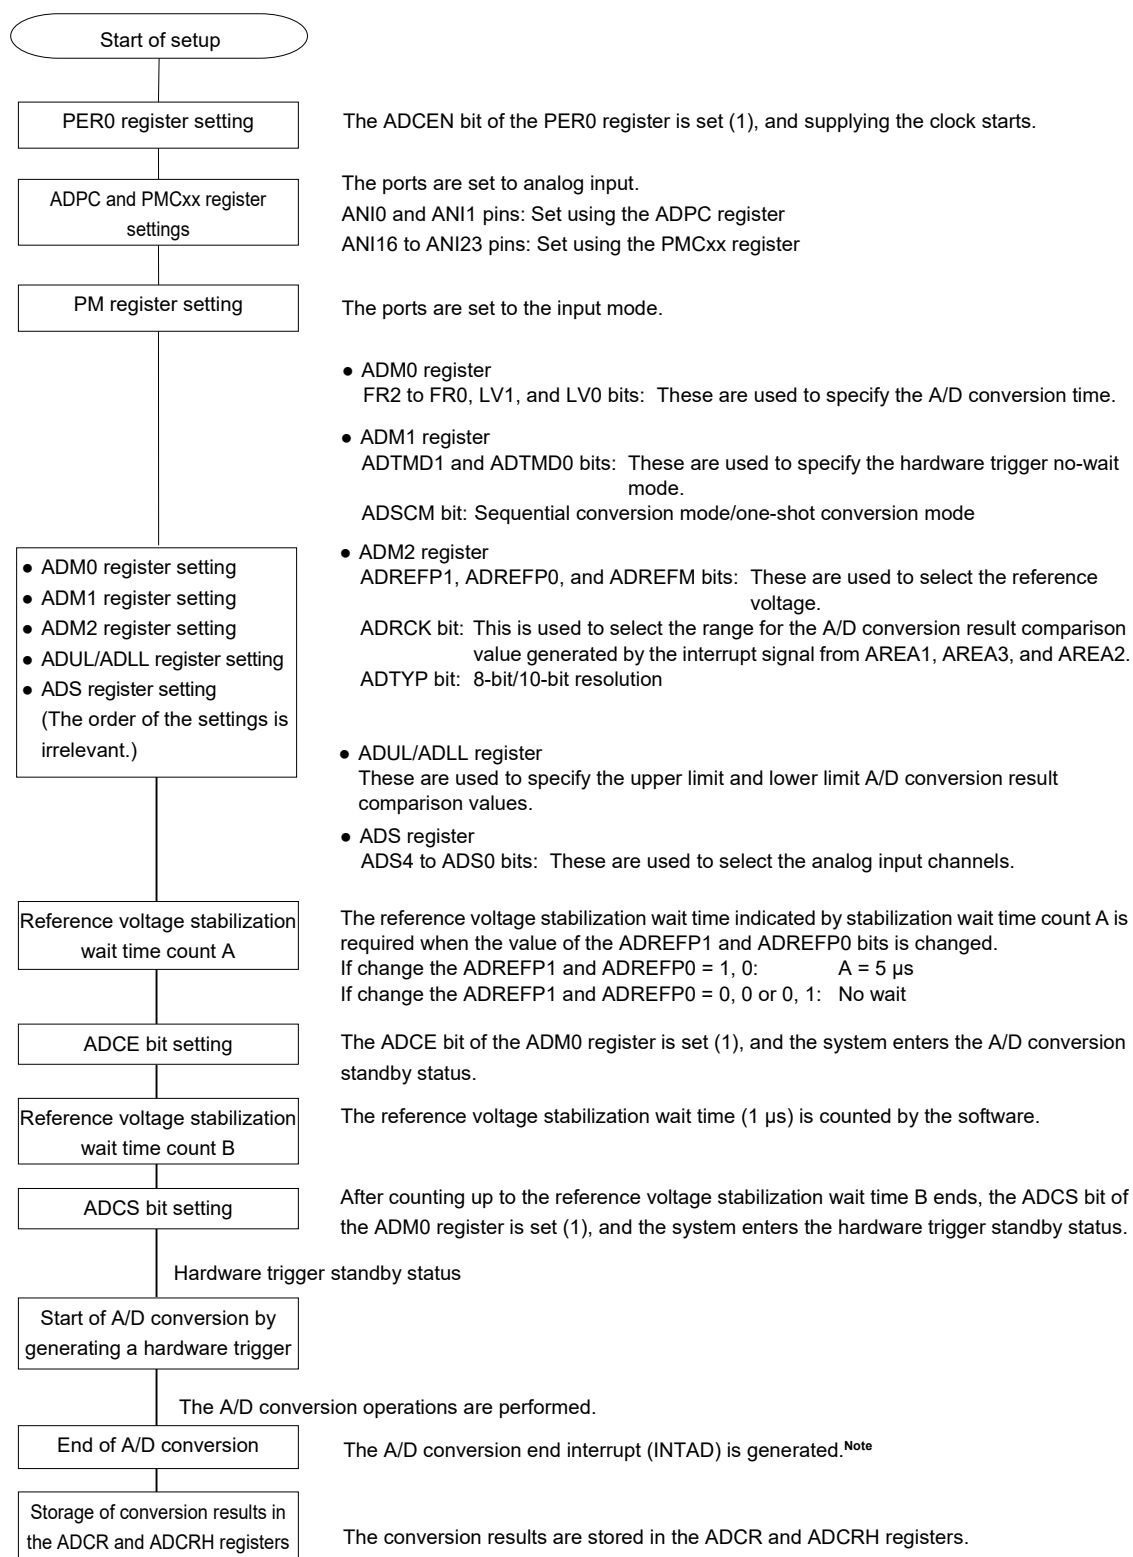 Start of setup
PER0 register setting
The ADCEN bit of the PER0 register is set (1), and supplying the clock starts.
ADPC and PMCxx register
settings
The ports are set to analog input.
ANI0 and ANI1 pins: Set using the ADPC register
ANI16 to ANI23 pins: Set using the PMCxx register
PM register setting
The ports are set to the input mode.
● ADM0 register
FR2 to FR0, LV1, and LV0 bits: These are used to specify the A/D conversion time.
● ADM1 register
ADTMD1 and ADTMD0 bits: These are used to specify the hardware trigger no-wait
mode.
ADSCM bit: Sequential conversion mode/one-shot conversion mode
● ADM2 register
ADREFP1, ADREFP0, and ADREFM bits: These are used to select the reference
voltage.
ADRCK bit: This is used to select the range for the A/D conversion result comparison
value generated by the interrupt signal from AREA1, AREA3, and AREA2.
ADTYP bit: 8-bit/10-bit resolution
● ADUL/ADLL register
These are used to specify the upper limit and lower limit A/D conversion result
comparison values.
● ADS register
ADS4 to ADS0 bits: These are used to select the analog input channels.
● ADM0 register setting
● ADM1 register setting
● ADM2 register setting
● ADUL/ADLL register setting
● ADS register setting
(The order of the settings is
irrelevant.)
Reference voltage stabilization
wait time count A
The reference voltage stabilization wait time indicated by stabilization wait time count A is
required when the value of the ADREFP1 and ADREFP0 bits is changed.
If change the ADREFP1 and ADREFP0 = 1, 0: A = 5 µs
If change the ADREFP1 and ADREFP0 = 0, 0 or 0, 1: No wait
ADCE bit setting
The ADCE bit of the ADM0 register is set (1), and the system enters the A/D conversion
standby status.
Reference voltage stabilization
wait time count B
The reference voltage stabilization wait time (1 µs) is counted by the software.
ADCS bit setting
After counting up to the reference voltage stabilization wait time B ends, the ADCS bit of
the ADM0 register is set (1), and the system enters the hardware trigger standby status.
Hardware trigger standby status
Start of A/D conversion by
generating a hardware trigger
The A/D conversion operations are performed.
End of A/D conversion
The A/D conversion end interrupt (INTAD) is generated.Note
Storage of conversion results in
the ADCR and ADCRH registers
The conversion results are stored in the ADCR and ADCRH registers.